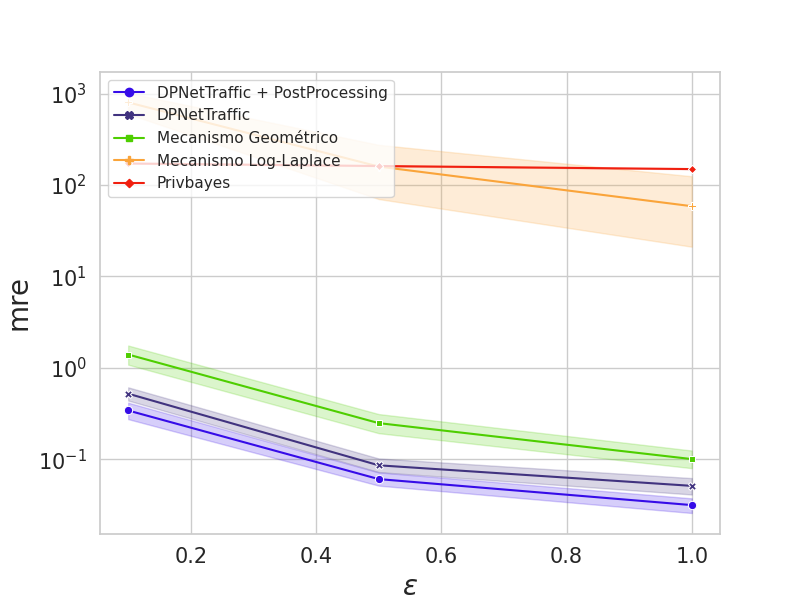 DPNetTraffic + PostProcessing
DPNetTraffic
Mecanismo Geométrico
Mecanismo Log-Laplace
Privbayes
10³
10²
10¹
10⁰
10⁻¹
mre
0.2 0.4 0.6 0.8 1.0
ε